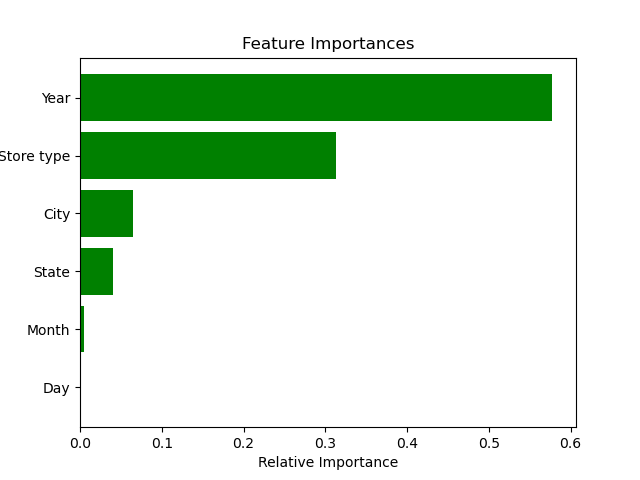 Feature Importances
Year
Store type
City
State
Month
Day
0.0 0.1 0.2 0.3 0.4 0.5 0.6
Relative Importance